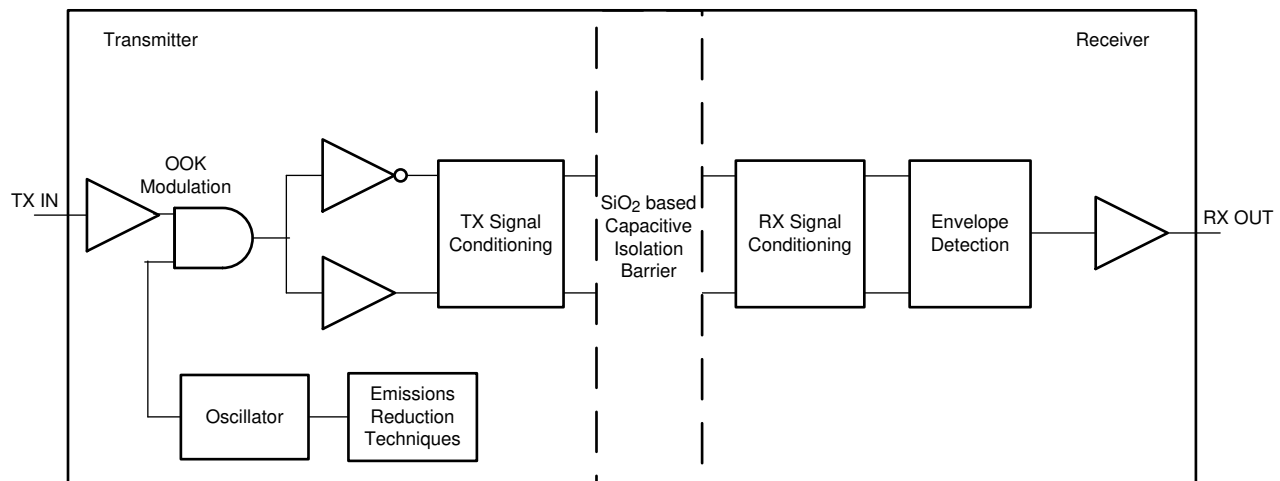 Transmitter
Receiver
OOK
Modulation
TX IN
TX Signal
Conditioning
SiO2 based
Capacitive
Isolation
Barrier
RX Signal
Conditioning
Envelope
Detection
RX OUT
Oscillator
Emissions
Reduction
Techniques